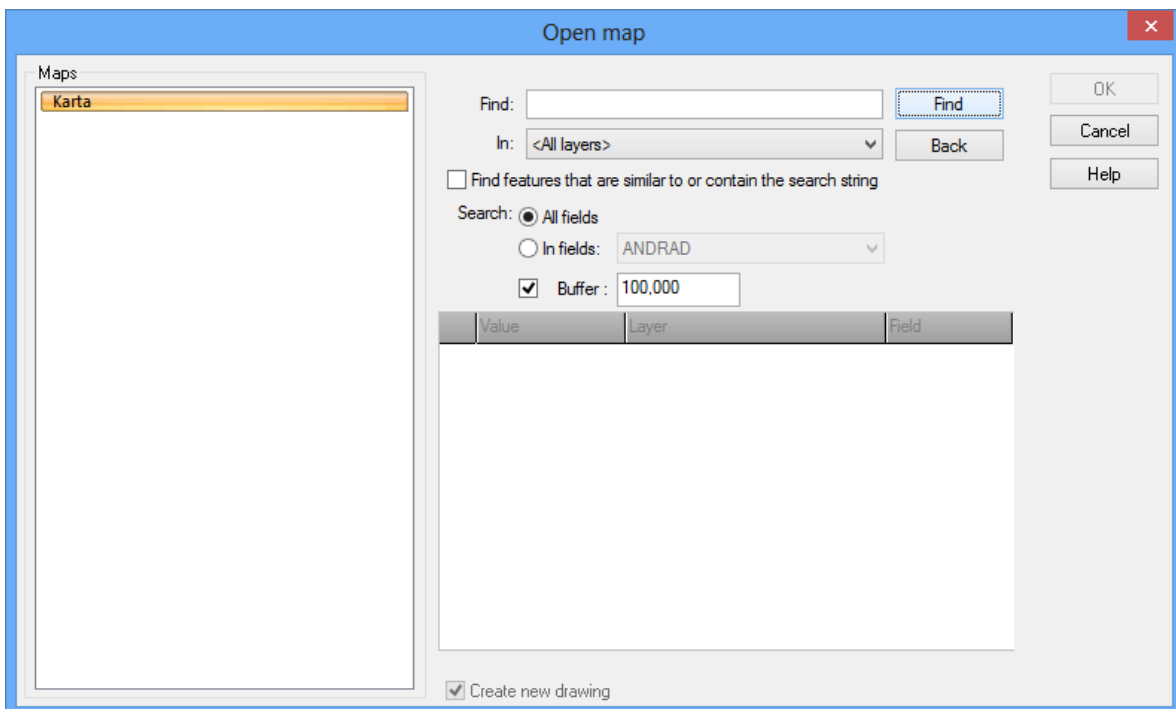 Open map
Maps
Karta
Find:
Find
In: <All layers>
Back
Find features that are similar to or contain the search string
Search: All fields
In fields: ANDRAD
Buffer : 100,000
Value Layer Field
Create new drawing
OK
Cancel
Help